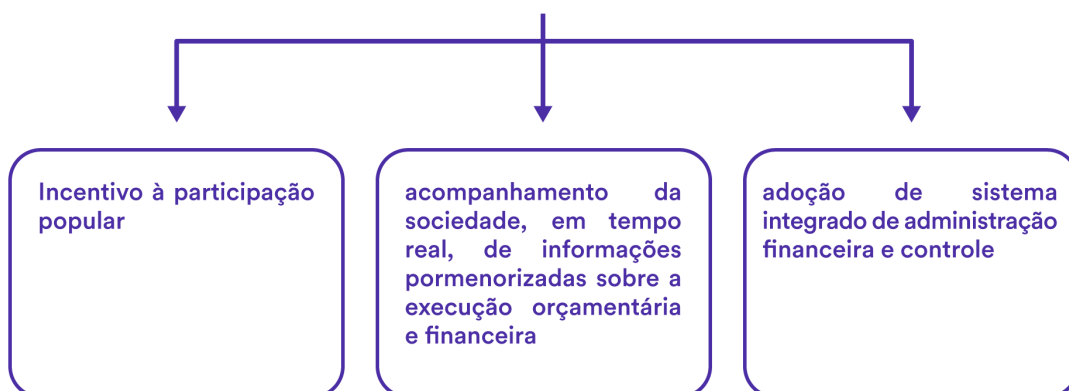 Incentivo à participação
popular
acompanhamento da
sociedade, em tempo
real, de informações
pormenorizadas sobre a
execução orçamentária
e financeira
adoção de sistema
integrado de administração
financeira e controle